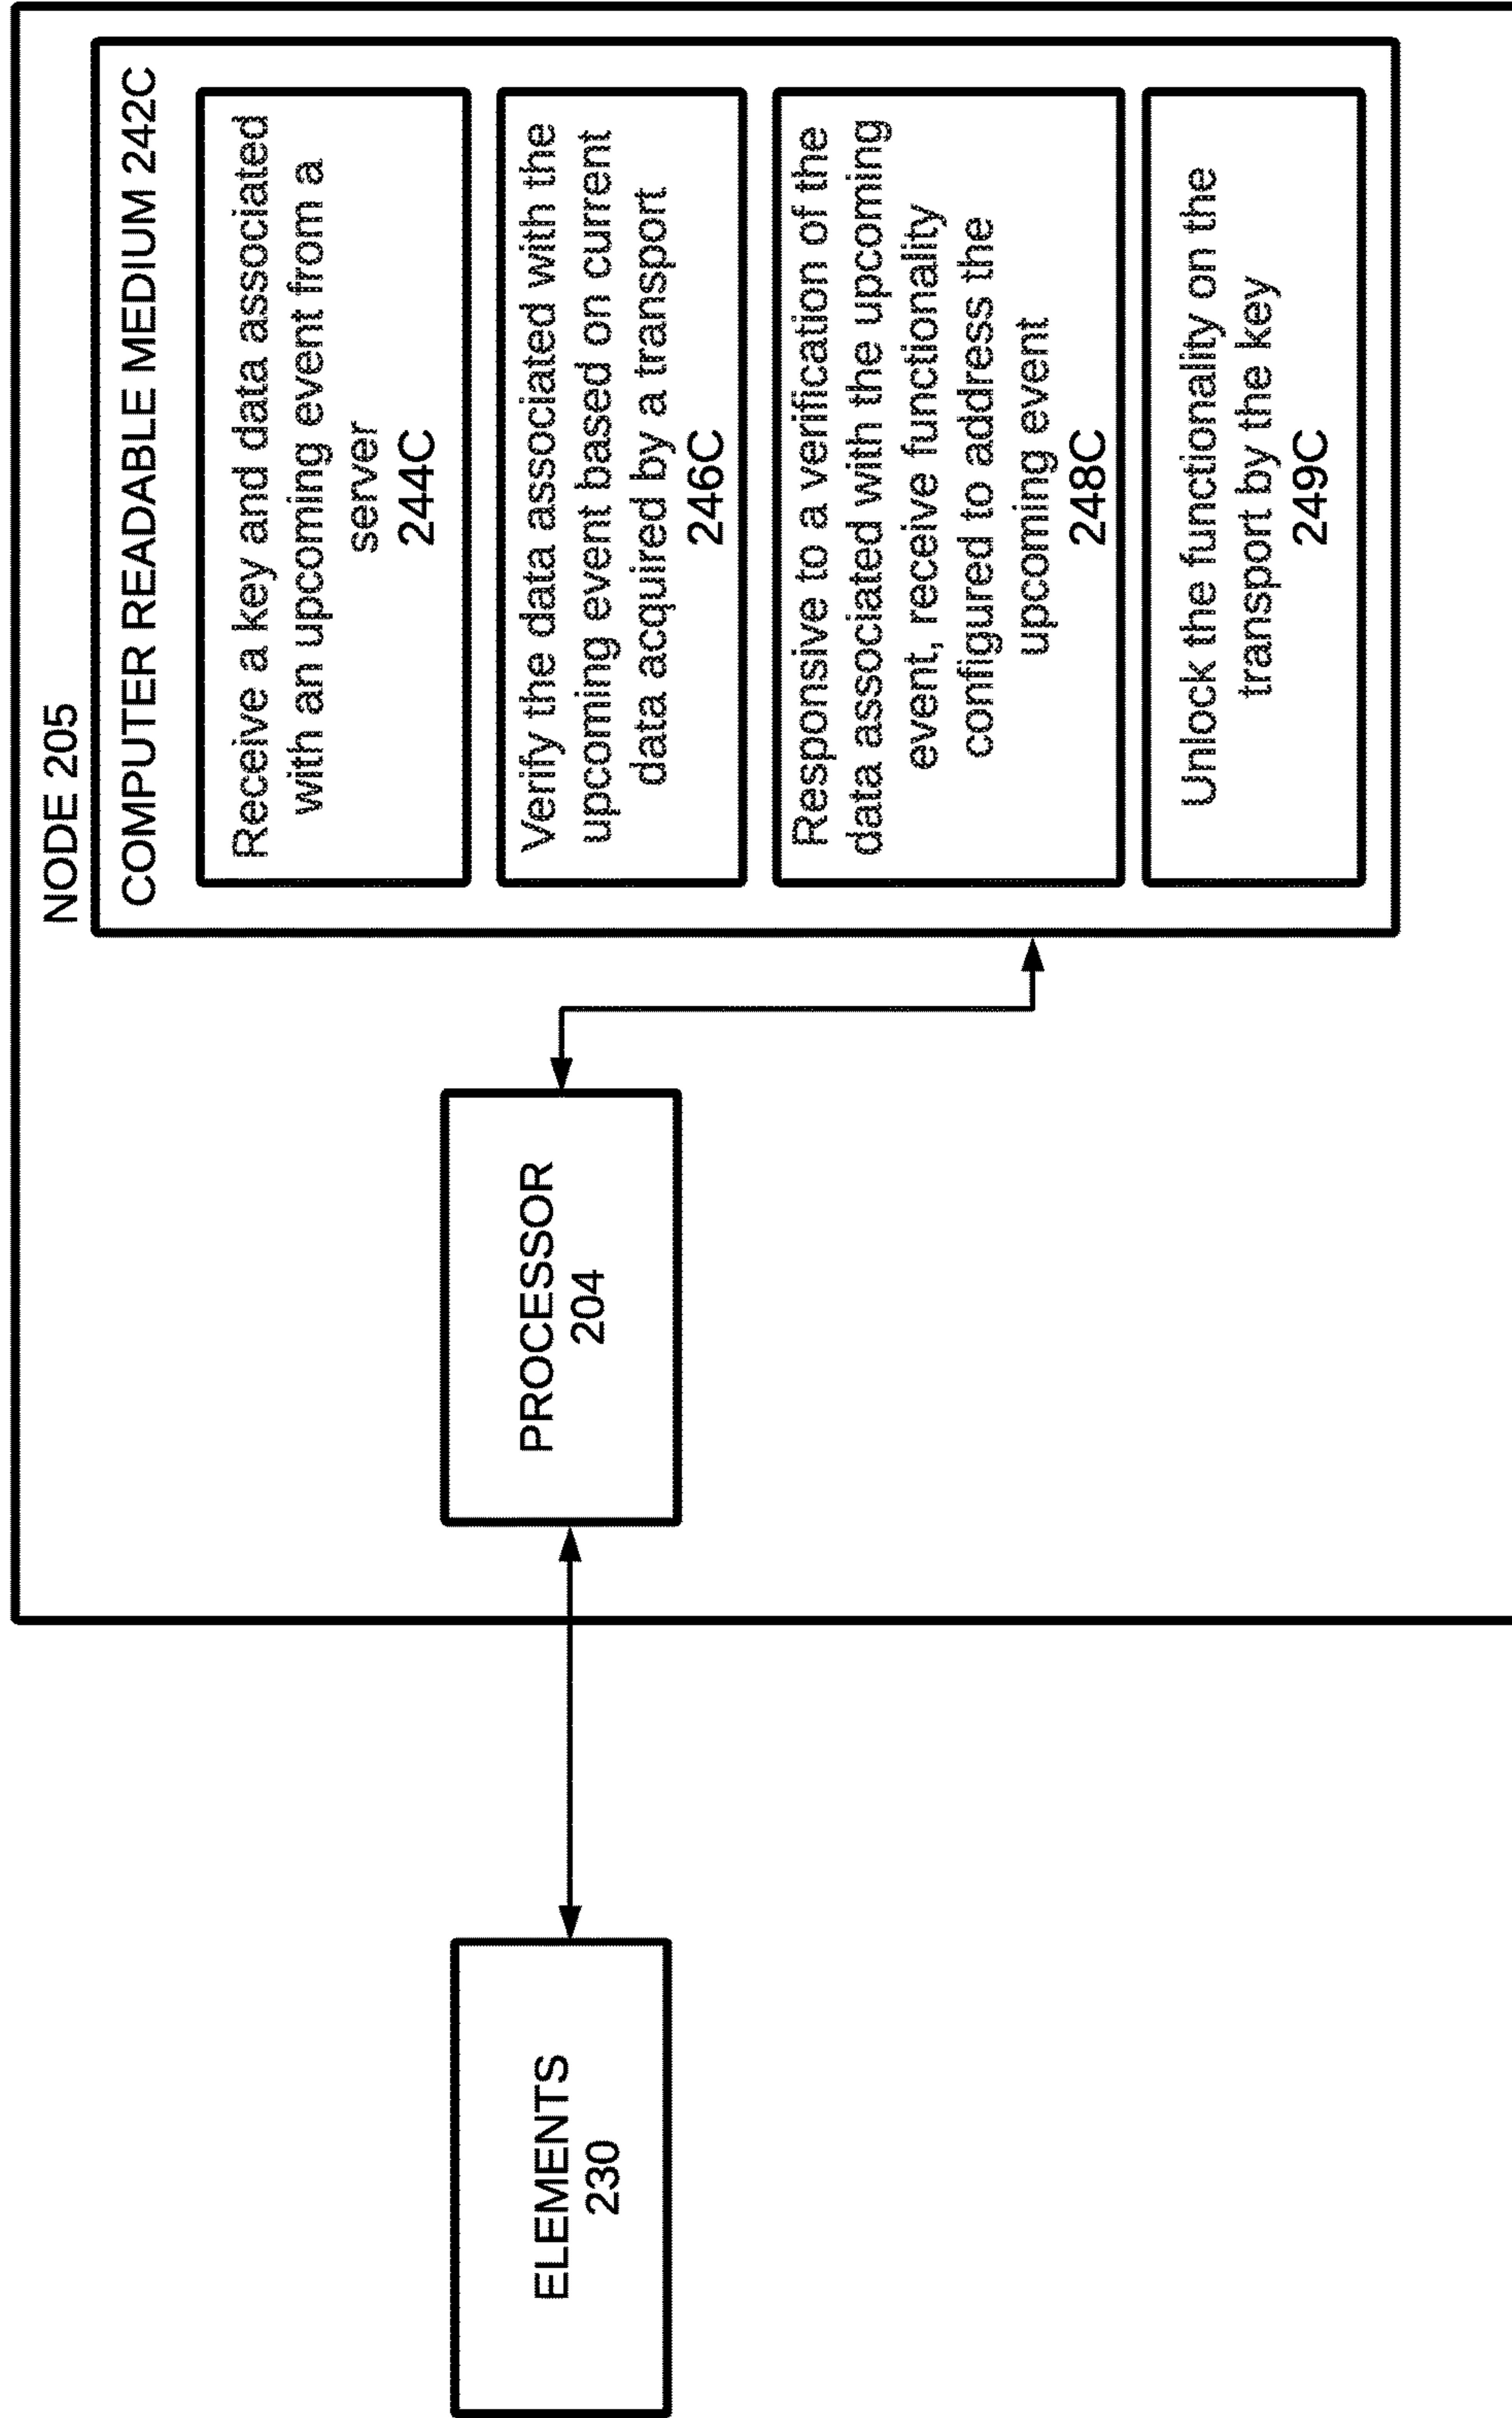 NODE 205
COMPUTER READABLE MEDIUM 242C
Receive a key and data associated
with an upcoming event from a
server
244C
Verify the data associated with the
upcoming event based on current
data acquired by a transport
246C
Responsive to a verification of the
data associated with the upcoming
event, receive functionality
configured to address the
upcoming event
248C
Unlock the functionality on the
transport by the key
249C
PROCESSOR
204
ELEMENTS
230